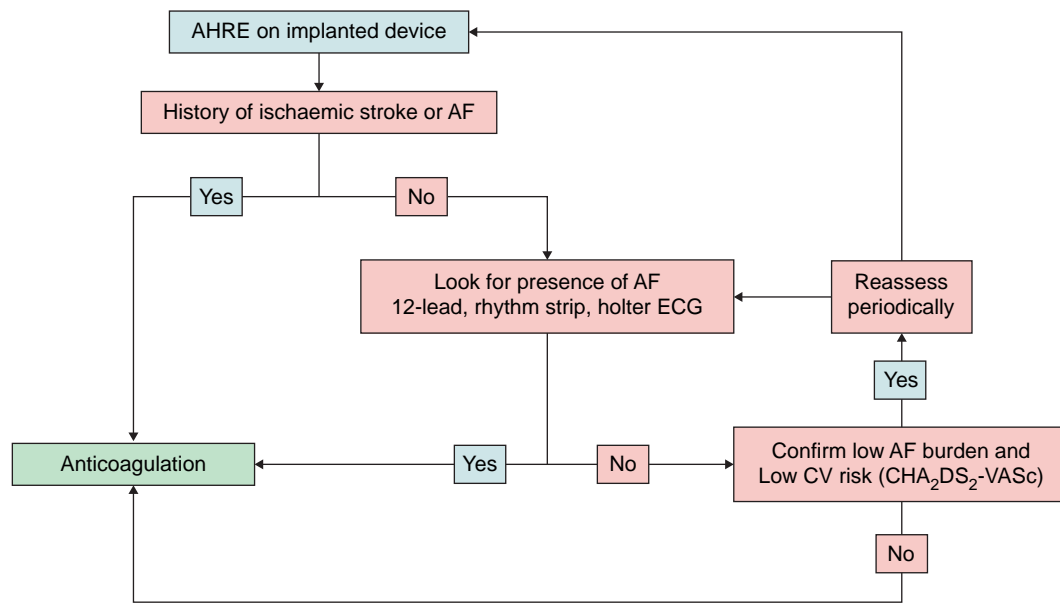 AHRE on implanted device
History of ischaemic stroke or AF
Yes
No
Look for presence of AF
12-lead, rhythm strip, holter ECG
Reassess
periodically
Yes
Anticoagulation
Yes
No
Confirm low AF burden and
Low CV risk (CHA₂DS₂-VASc)
No